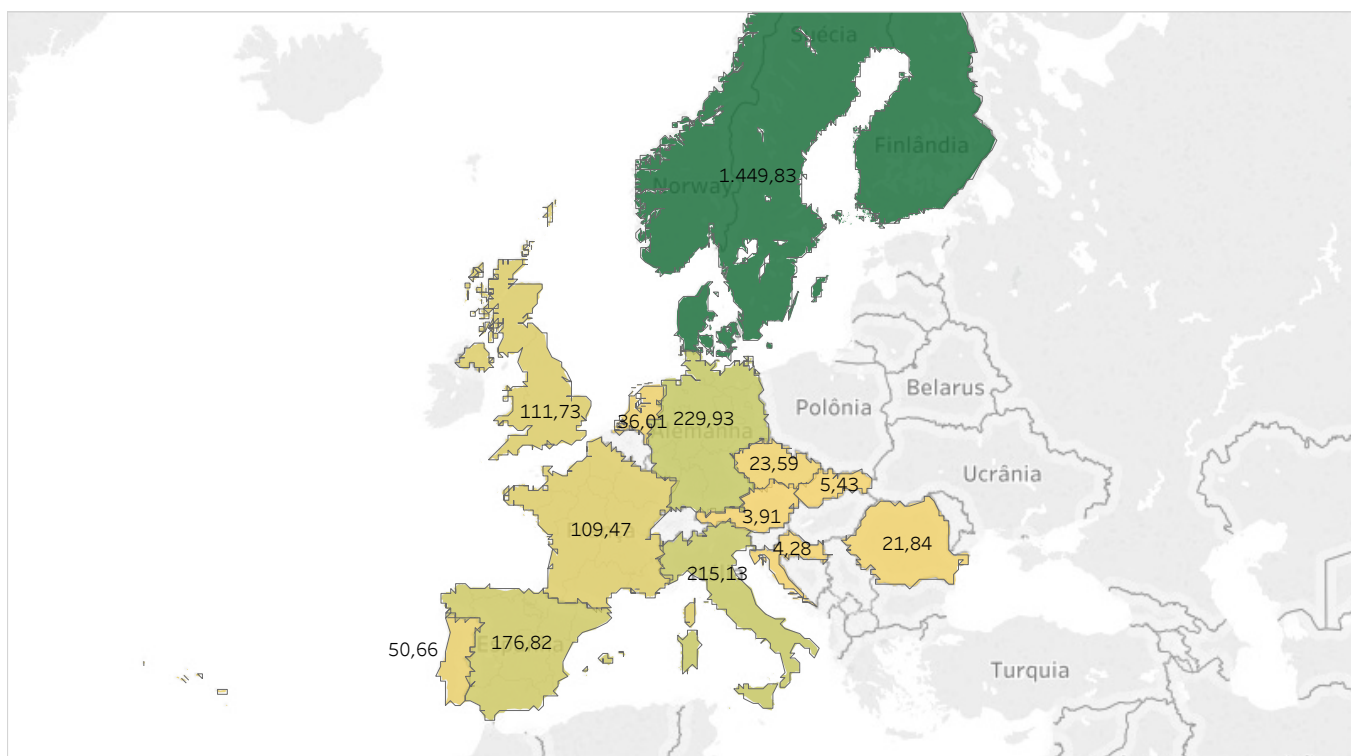 Suécia
Finlândia
1.449,83
Norway
111,73
36,01
229,93
Alemanha
Polônia
Belarus
23,59
5,43
Ucrânia
3,91
109,47
4,28
21,84
215,13
50,66
176,82
Turquia